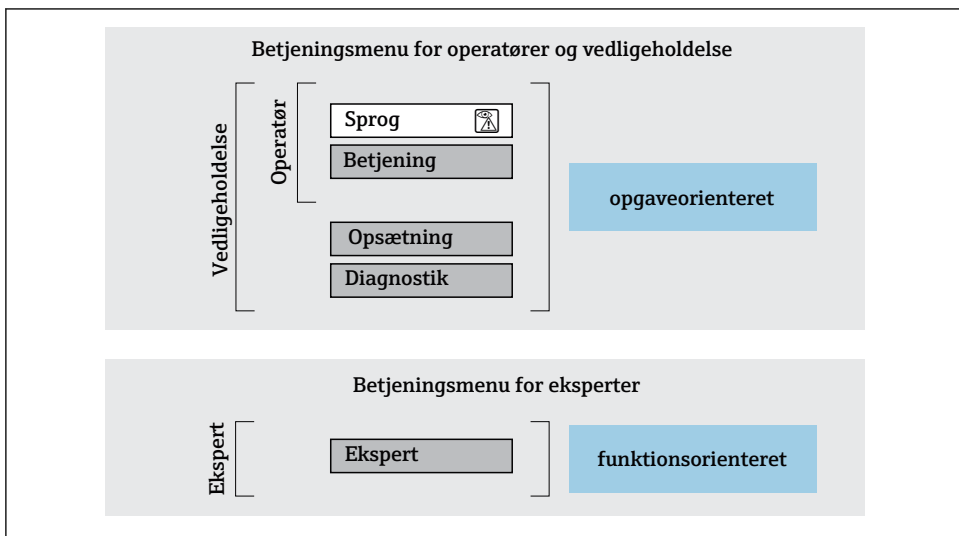 Betjeningsmenu for operatører og vedligeholdelse
Vedligeholdelse
Operatør
Sprog
Betjening
Opsætning
Diagnostik
opgaveorienteret
Betjeningsmenu for eksperter
Ekspert
Ekspert
funktionsorienteret